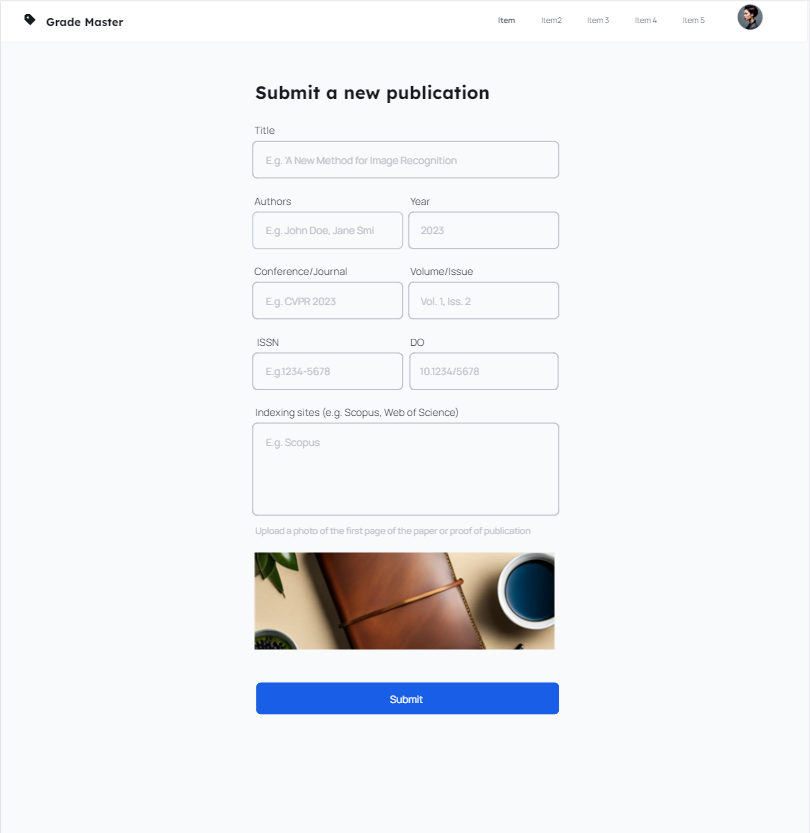 Grade Master
Item Item2 Item 3 Item 4 Item 5
Submit a new publication
Title
E.g. 'A New Method for Image Recognition
Authors Year
E.g. John Doe, Jane Smi 2023
Conference/Journal Volume/Issue
E.g. CVPR 2023 Vol. 1, Iss. 2
ISSN DO
E.g.1234-5678 10.1234/5678
Indexing sites (e.g. Scopus, Web of Science)
E.g. Scopus
Upload a photo of the first page of the paper or proof of publication
Submit